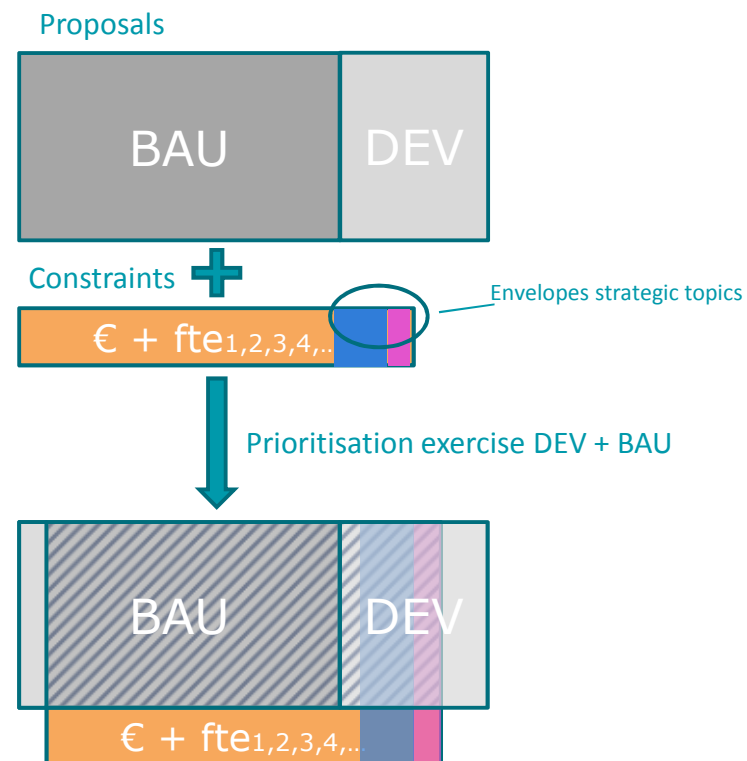 Proposals
BAU DEV
Constraints
Envelopes strategic topics
€ + fte1,2,3,4,..
Prioritisation exercise DEV + BAU
BAU DEV
€ + fte1,2,3,4,...